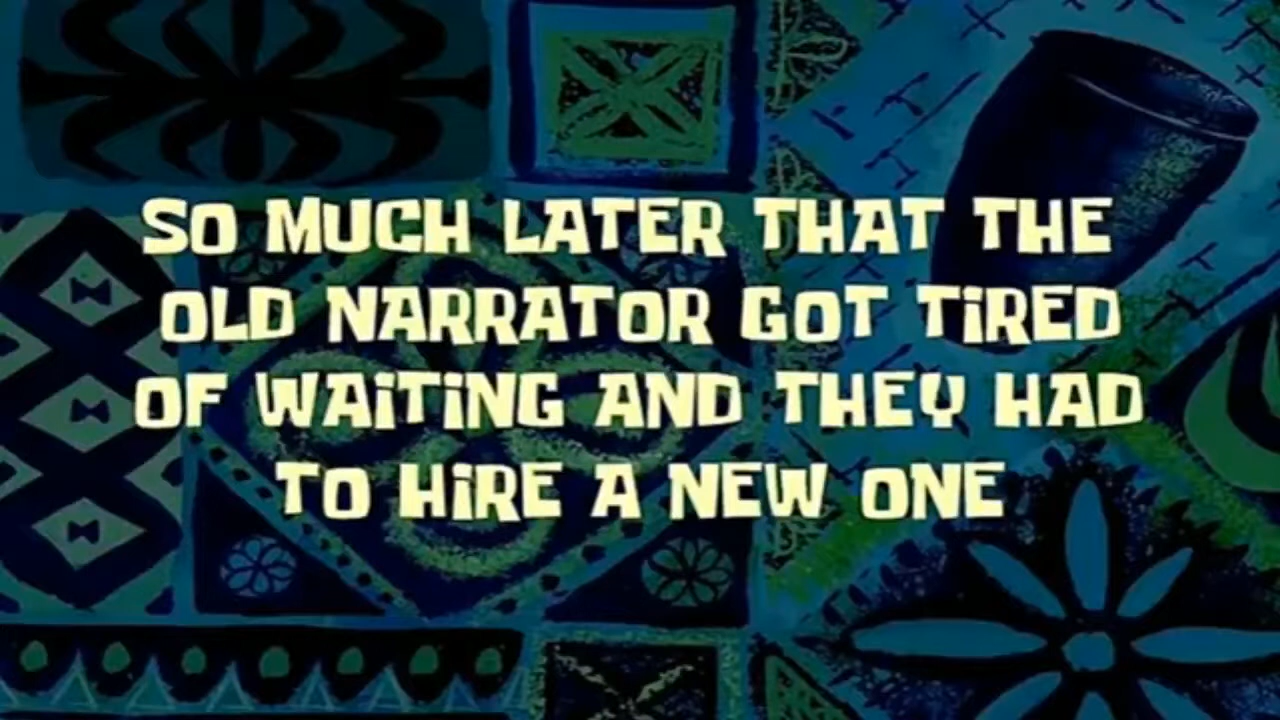 SO MUCH LATER THAT THE
OLD NARRATOR GOT TiRED
OF WAiTiNG AND THEY HAD
TO HiRE A NEW ONE